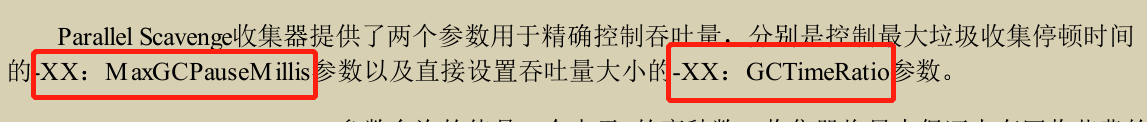 Parallel Scavenge收集器提供了两个参数用于精确控制吞吐量，分别是控制最大垃圾收集停顿时间
的-XX：MaxGCPauseMillis参数以及直接设置吞吐量大小的-XX：GCTimeRatio参数。